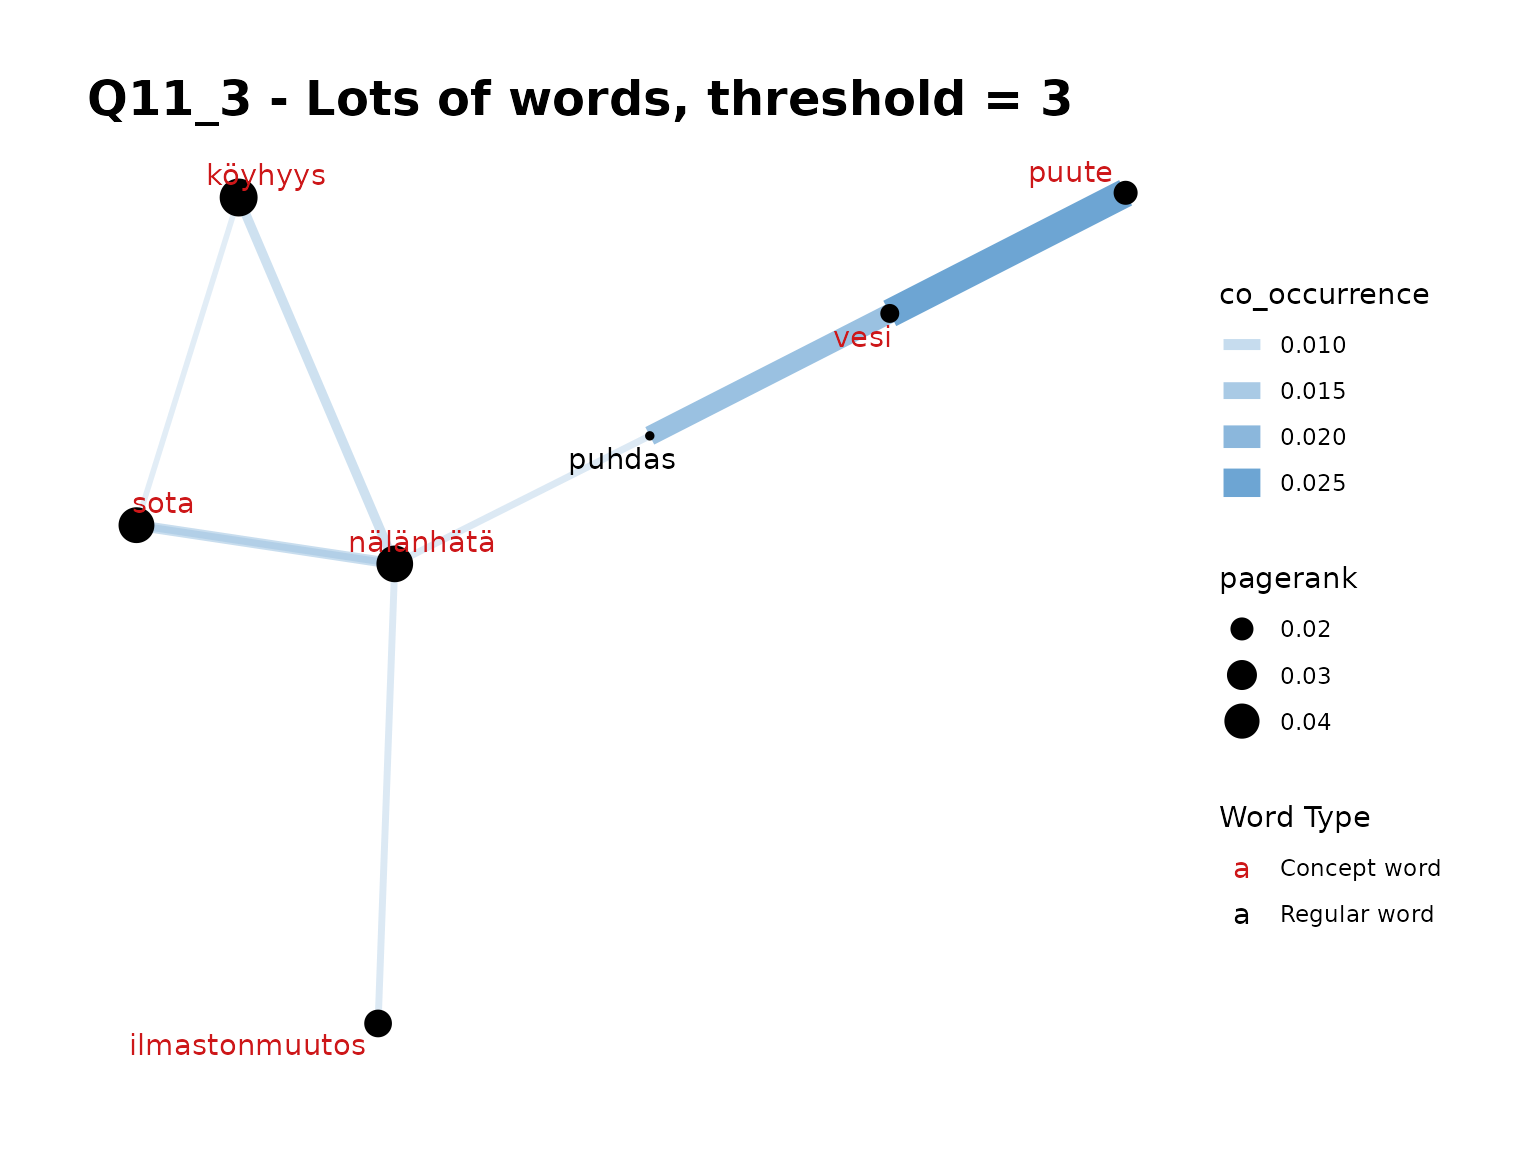 Q11_3 - Lots of words, threshold = 3
köyhyys
puute
vesi
puhdas
sota
nälänhätä
ilmastonmuutos
co_occurrence
0.010
0.015
0.020
0.025
pagerank
0.02
0.03
0.04
Word Type
a Concept word
a Regular word